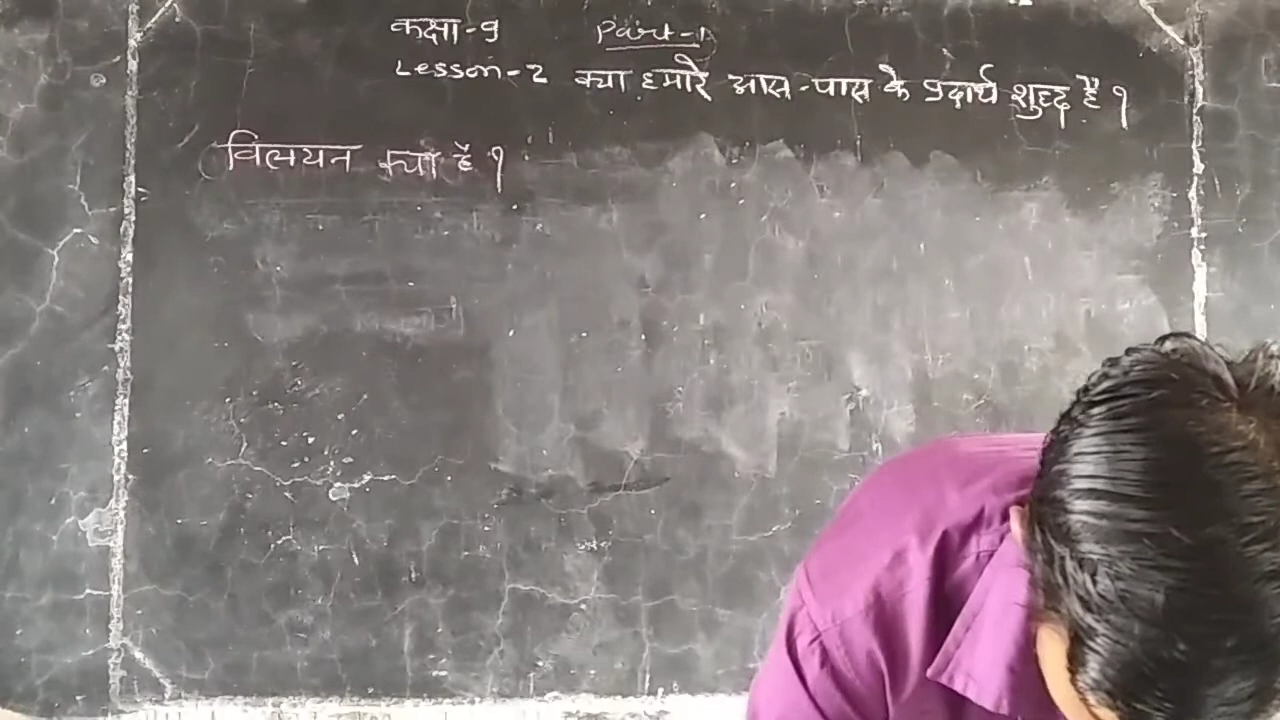 कक्षा-9 Part-1
Lesson-2 क्या हमारे आस-पास के पदार्थ शुद्ध हैं ?
विलयन क्या है ?